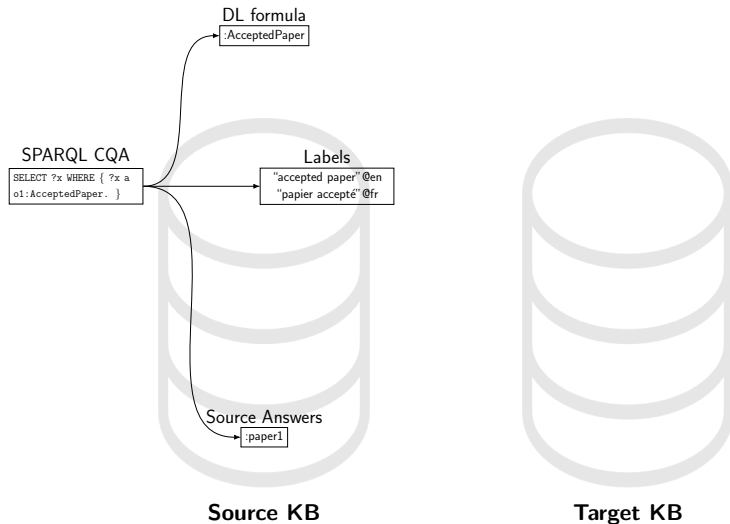 DL formula
:AcceptedPaper
SPARQL CQA
SELECT ?x WHERE { ?x a
o1:AcceptedPaper. }
Labels
“accepted paper”@en
“papier accepté”@fr
Source Answers
:paper1
Source KB
Target KB